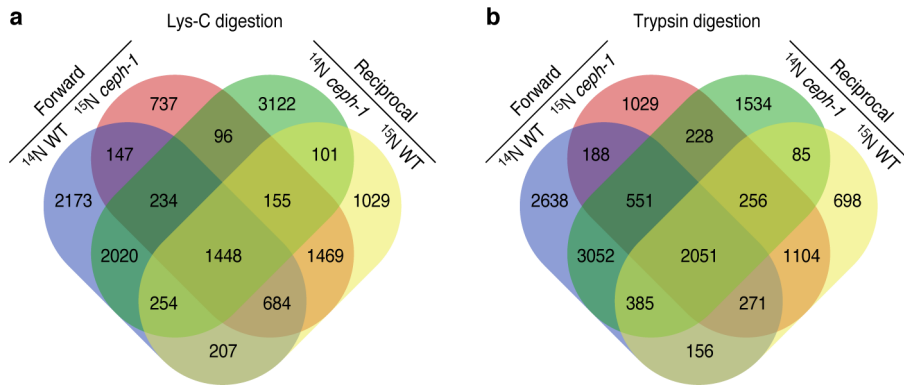 a Lys-C digestion
Forward
¹⁴N WT ¹⁵N ceph-1
Reciprocal
¹⁴N ceph-1 ¹⁵N WT
737 3122
96
147 101
2173 234 155 1029
2020 1448 1469
254 684
207
b Trypsin digestion
Forward
¹⁴N WT ¹⁵N ceph-1
Reciprocal
¹⁴N ceph-1 ¹⁵N WT
1029 1534
228
188 85
2638 551 256 698
3052 2051 1104
385 271
156